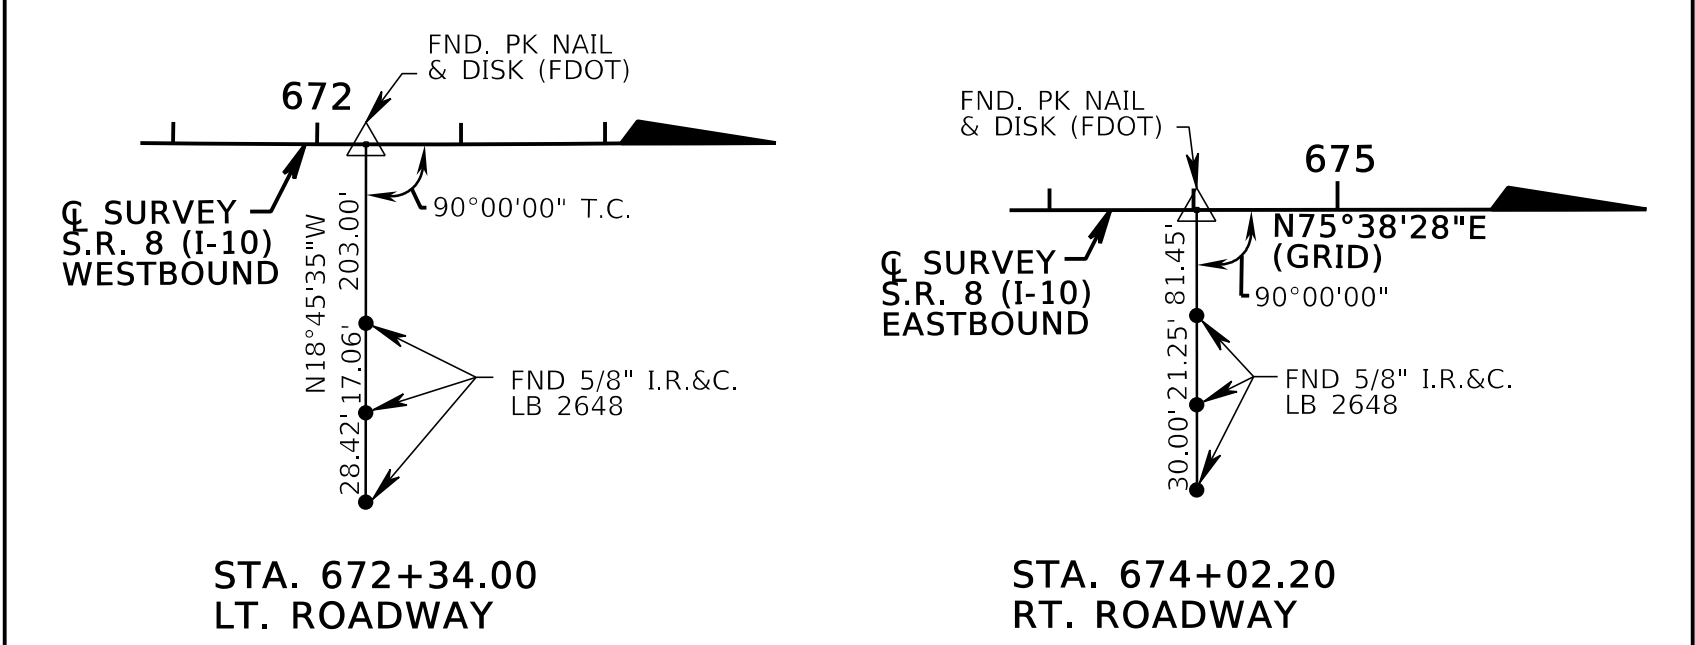 FND. PK NAIL
& DISK (FDOT)
672
℄ SURVEY
S.R. 8 (I-10)
WESTBOUND
90°00'00" T.C.
N18°45'35"W
203.00'
17.06'
28.42'
FND 5/8" I.R.&C.
LB 2648
STA. 672+34.00
LT. ROADWAY
FND. PK NAIL
& DISK (FDOT)
675
℄ SURVEY
S.R. 8 (I-10)
EASTBOUND
N75°38'28"E
(GRID)
90°00'00"
81.45'
21.25'
30.00'
FND 5/8" I.R.&C.
LB 2648
STA. 674+02.20
RT. ROADWAY